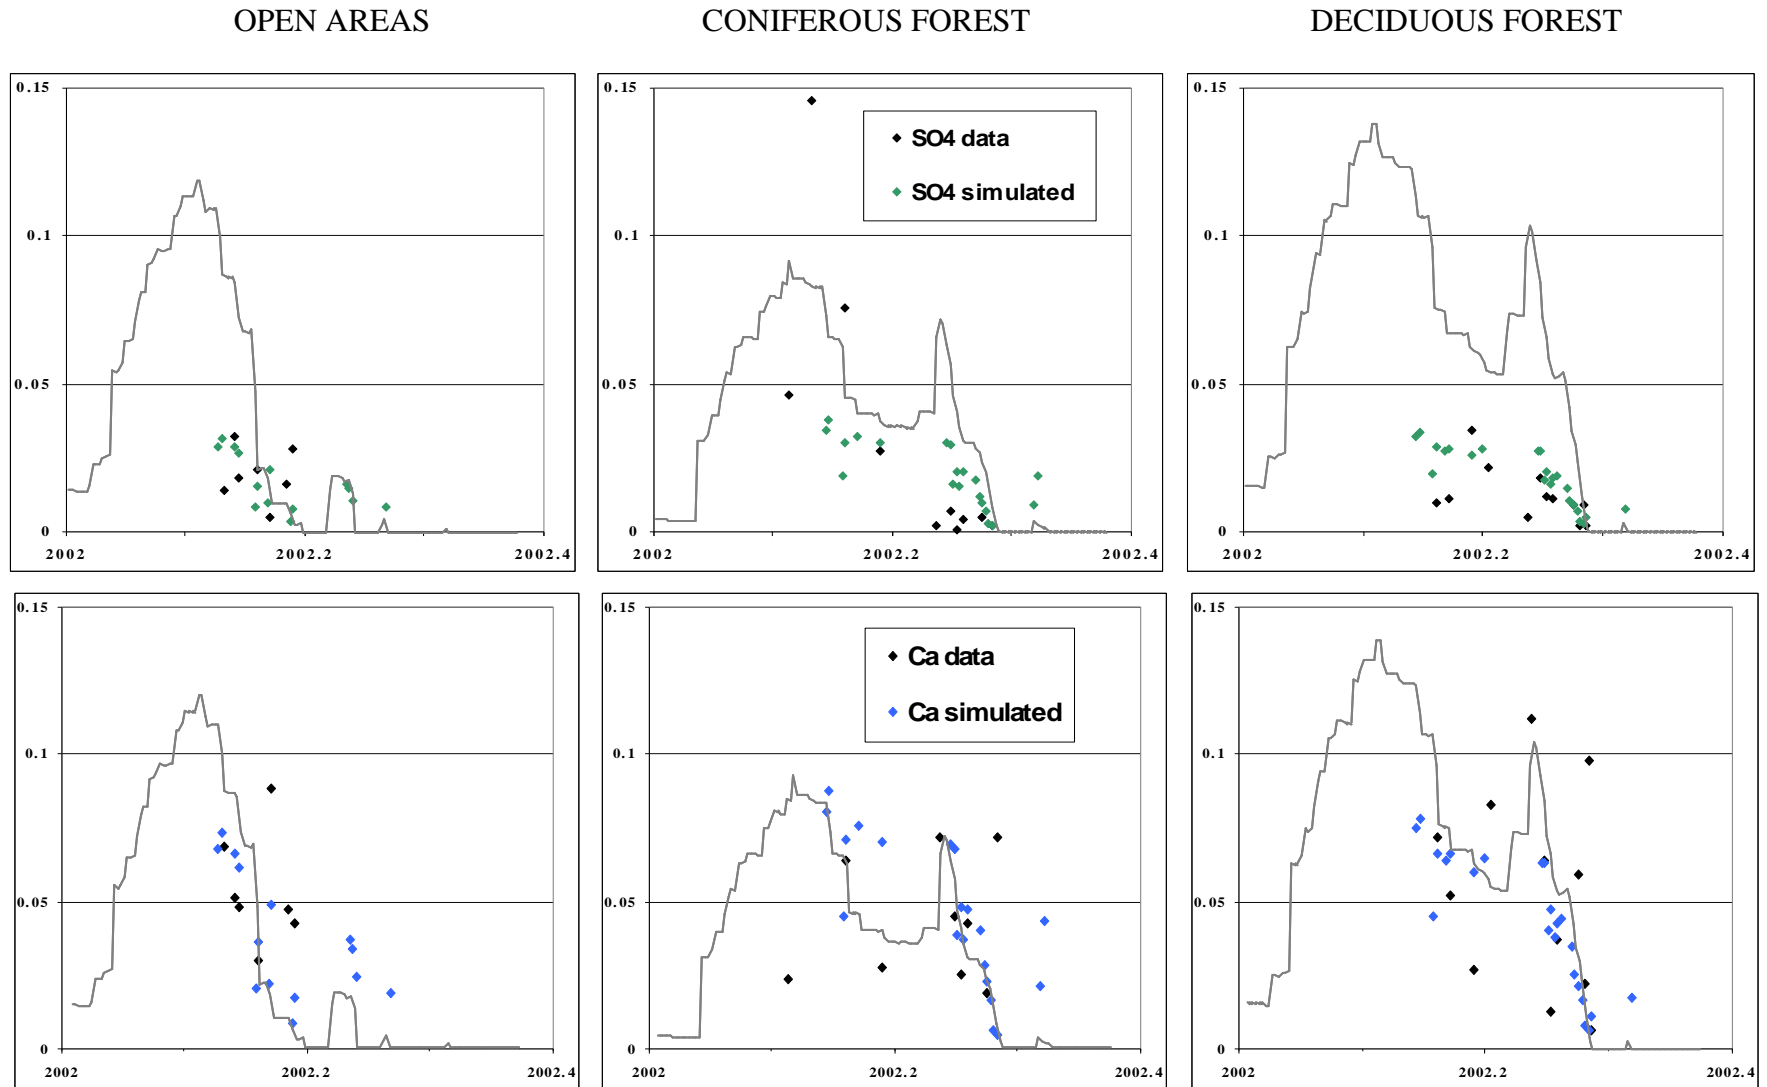 OPEN AREAS CONIFEROUS FOREST DECIDUOUS FOREST
0.15 0.15 0.15
SO4 data
SO4 simulated
0.1 0.1 0.1
0.05 0.05 0.05
0 0 0
2002 2002.2 2002.4 2002 2002.2 2002.4 2002 2002.2 2002.4
0.15 0.15 0.15
Ca data
Ca simulated
0.1 0.1 0.1
0.05 0.05 0.05
0 0 0
2002 2002.2 2002.4 2002 2002.2 2002.4 2002 2002.2 2002.4